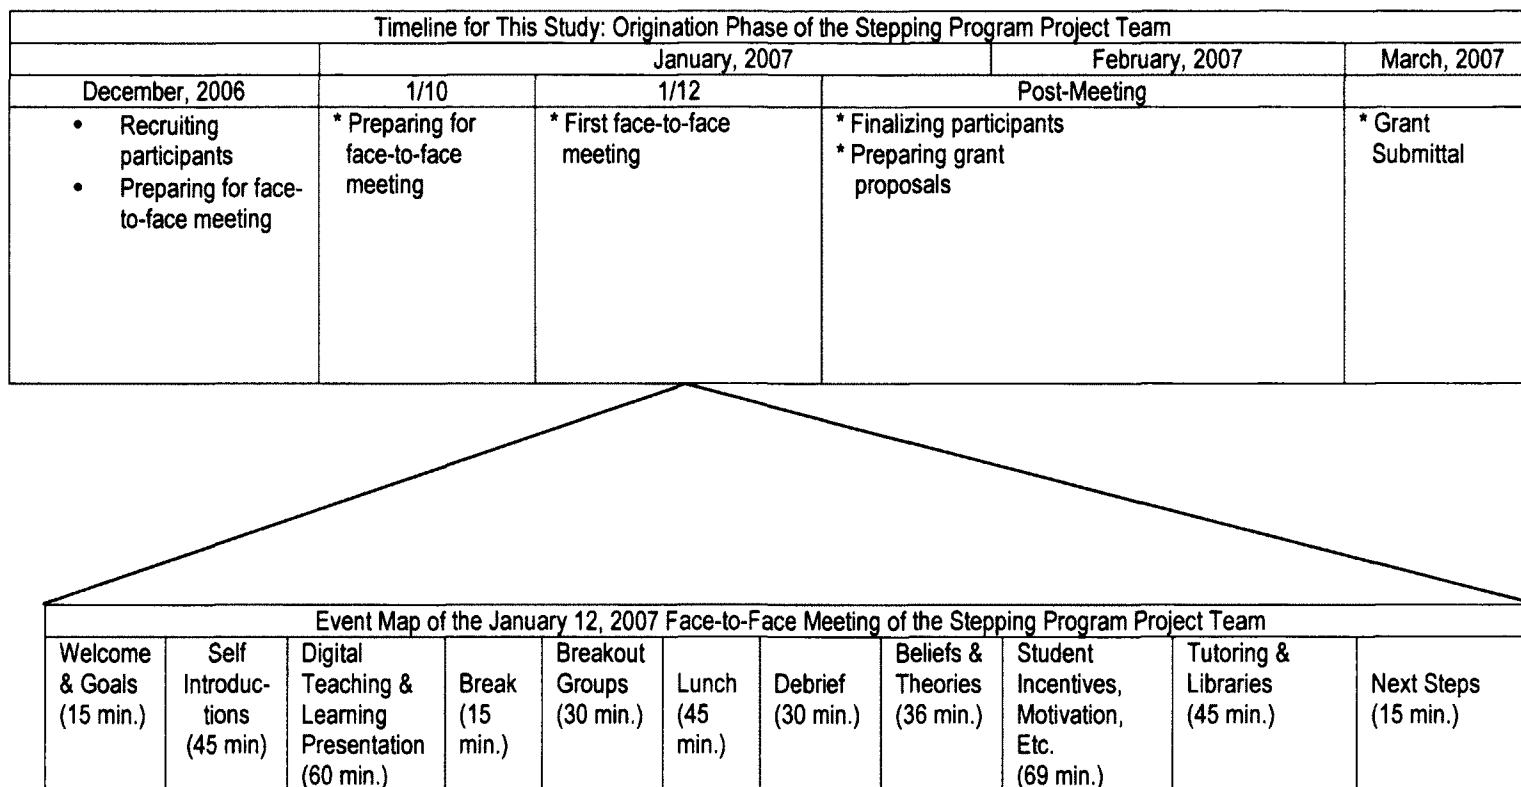 Timeline for This Study: Origination Phase of the Stepping Program Project Team
January, 2007
February, 2007
March, 2007
December, 2006
1/10
1/12
Post-Meeting
• Recruiting
participants
• Preparing for face-
to-face meeting
* Preparing for
face-to-face
meeting
* First face-to-face
meeting
* Finalizing participants
* Preparing grant
proposals
* Grant
Submittal
Event Map of the January 12, 2007 Face-to-Face Meeting of the Stepping Program Project Team
Welcome
& Goals
(15 min.)
Self
Introduc-
tions
(45 min)
Digital
Teaching &
Learning
Presentation
(60 min.)
Break
(15
min.)
Breakout
Groups
(30 min.)
Lunch
(45
min.)
Debrief
(30 min.)
Beliefs &
Theories
(36 min.)
Student
Incentives,
Motivation,
Etc.
(69 min.)
Tutoring &
Libraries
(45 min.)
Next Steps
(15 min.)